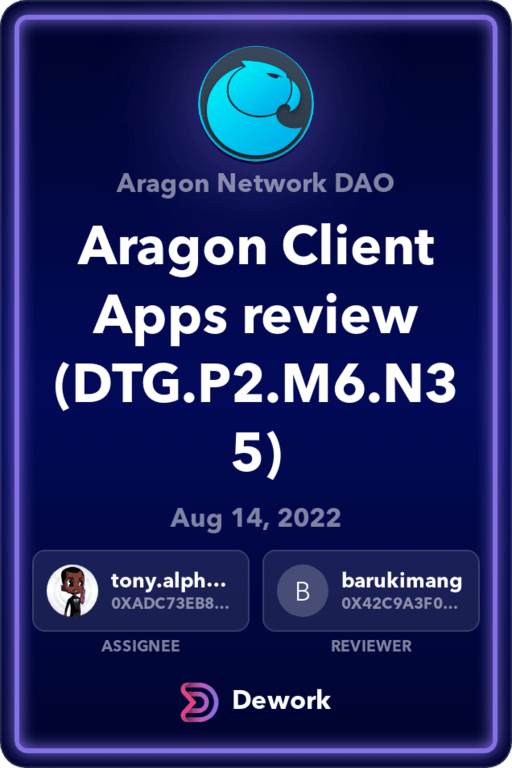 Aragon Network DAO
Aragon Client
Apps review
(DTG.P2.M6.N3
5)
Aug 14, 2022
tony.alph...
0XADC73EB8...
ASSIGNEE
B
barukimang
0X42C9A3F0...
REVIEWER
Dework